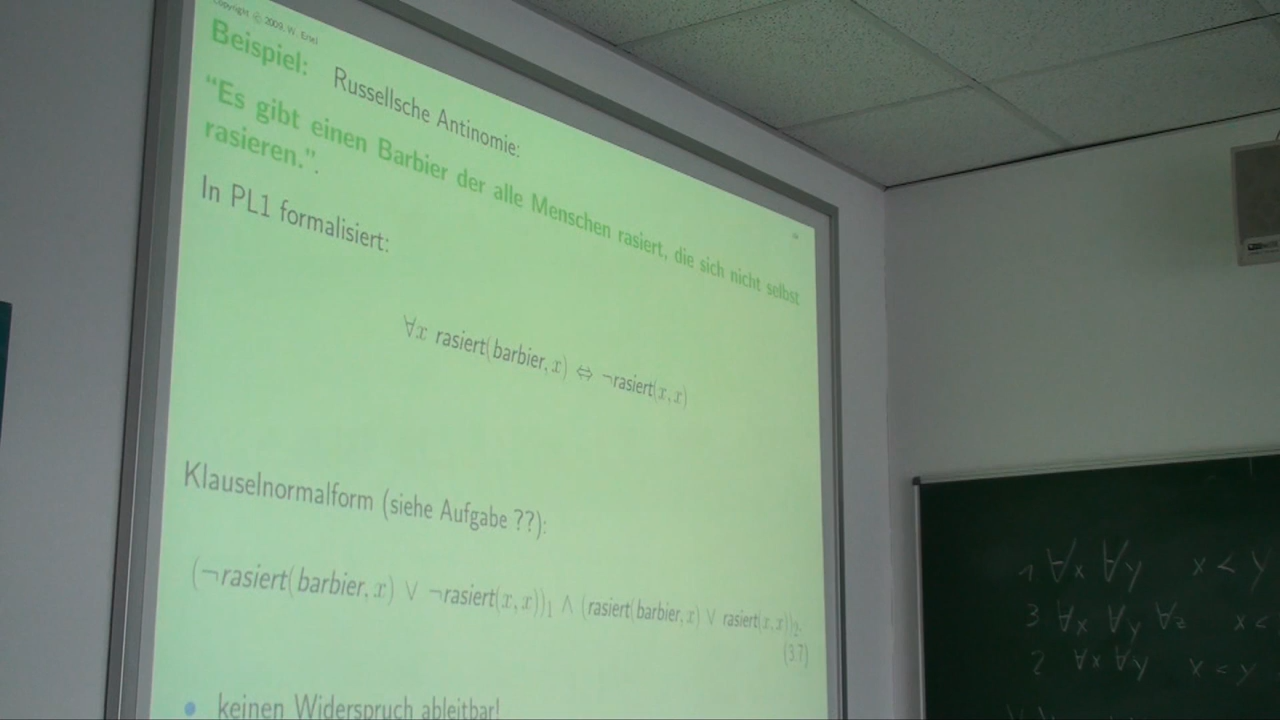 Copyright © 2009, W. Ertel
Beispiel: Russellsche Antinomie:
“Es gibt einen Barbier der alle Menschen rasiert, die sich nicht selbst
rasieren.”.
In PL1 formalisiert:
∀x rasiert(barbier, x) ⇔ ¬rasiert(x, x)
Klauselnormalform (siehe Aufgabe ??):
(¬rasiert(barbier, x) ∨ ¬rasiert(x, x))₁ ∧ (rasiert(barbier, x) ∨ rasiert(x, x))₂.
(3.7)
• keinen Widerspruch ableitbar!
1 ∀x ∀y x < y
3 ∀x ∀y ∀z x <
2 ∀x ∀y x < y